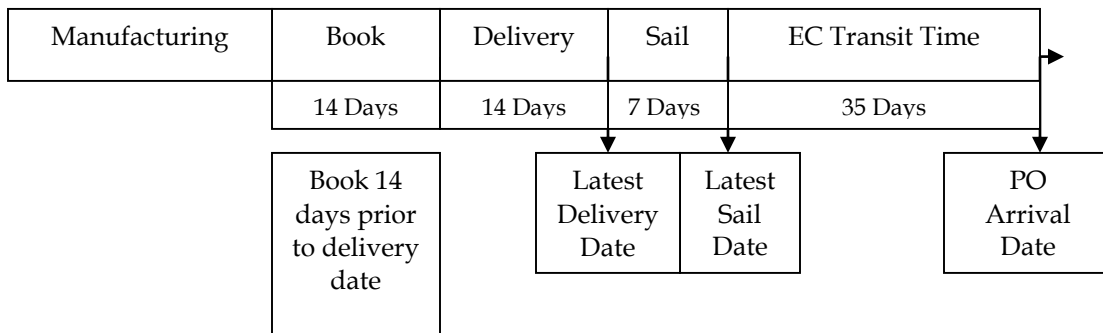 Manufacturing
Book
Delivery
Sail
EC Transit Time
14 Days
14 Days
7 Days
35 Days
Book 14
days prior
to delivery
date
Latest
Delivery
Date
Latest
Sail
Date
PO
Arrival
Date